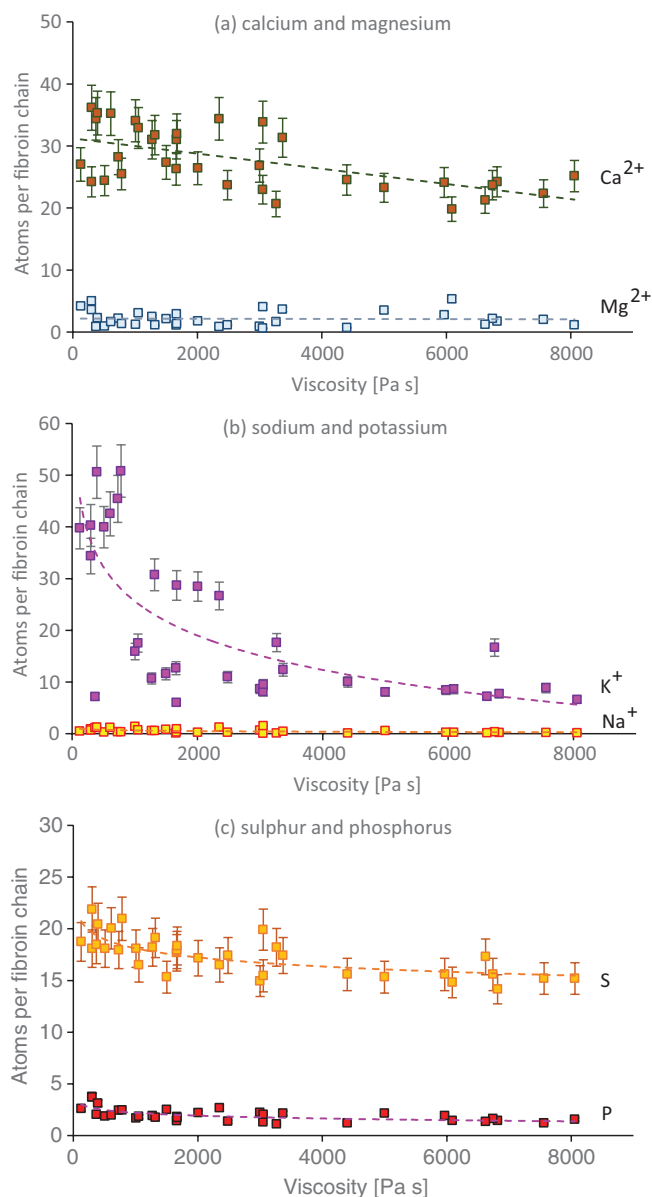 (a) calcium and magnesium
50
40
30
20
10
0
Atoms per fibroin chain
Ca2+
Mg2+
0 2000 4000 6000 8000
Viscosity [Pa s]
(b) sodium and potassium
60
50
40
30
20
10
0
Atoms per fibroin chain
K+
Na+
0 2000 4000 6000 8000
Viscosity [Pa s]
(c) sulphur and phosphorus
30
25
20
15
10
5
0
Atoms per fibroin chain
S
P
0 2000 4000 6000 8000
Viscosity [Pa s]